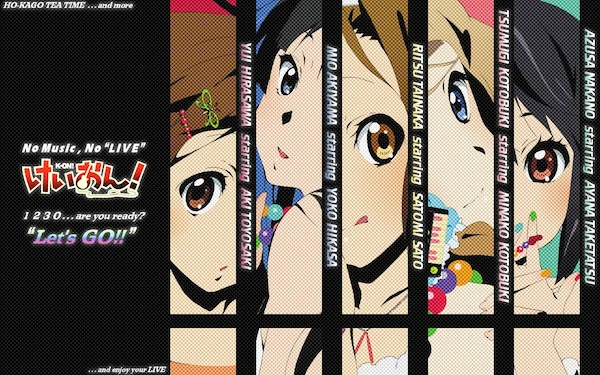 HO-KAGO TEA TIME ...and more
No Music, No "LIVE"
K-ON!
けいおん!
1 2 3 0...are you ready?
"Let's GO!!"
...and enjoy your LIVE
YUI HIRASAWA starring AKI TOYOSAKI
MIO AKIYAMA starring YOKO HIKASA
RITSU TAINAKA starring SATOMI SATO
TSUMUGI KOTOBUKI starring MINAKO KOTOBUKI
AZUSA NAKANO starring AYANA TAKETATSU